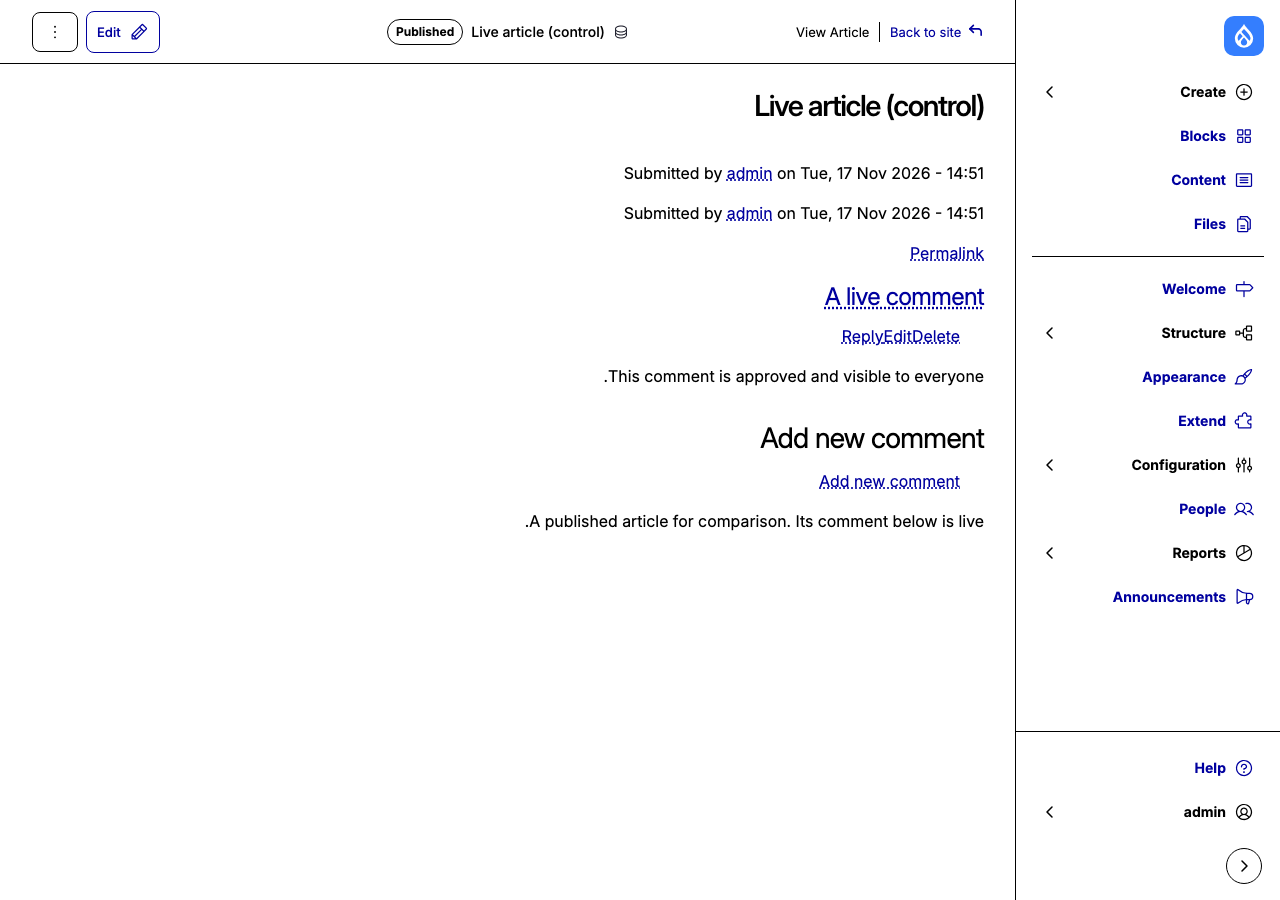 Edit
Published
Live article (control)
View Article
Back to site
Live article (control)
Submitted by admin on Tue, 17 Nov 2026 - 14:51
Submitted by admin on Tue, 17 Nov 2026 - 14:51
Permalink
A live comment
ReplyEditDelete
.This comment is approved and visible to everyone
Add new comment
Add new comment
.A published article for comparison. Its comment below is live
Create
Blocks
Content
Files
Welcome
Structure
Appearance
Extend
Configuration
People
Reports
Announcements
Help
admin